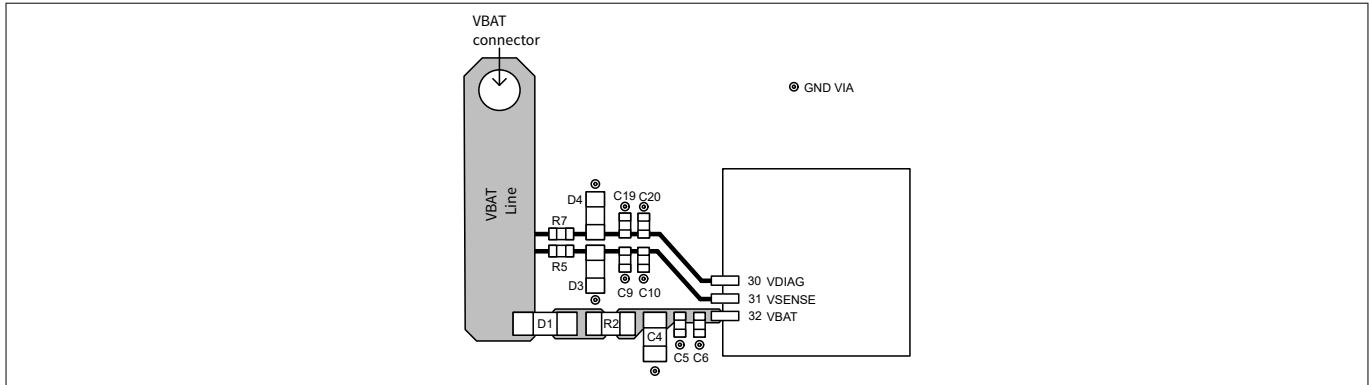 VBAT
connector
GND VIA
VBAT
Line
D4
C19
C20
R7
R5
D3
C9
C10
30 VDIAG
31 VSENSE
32 VBAT
D1
R2
C4
C5
C6